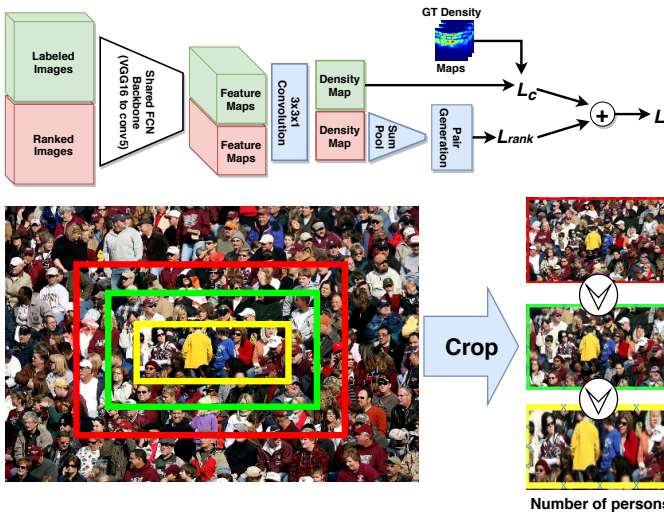 Labeled
Images
Ranked
Images
Shared FCN
Backbone
(VGG16 to conv5)
Feature
Maps
Feature
Maps
3x3x1
Convolution
Density
Map
Density
Map
Sum
Pool
Pair
Generation
GT Density
Maps
Lc
Lrank
+
L
Crop
Number of persons